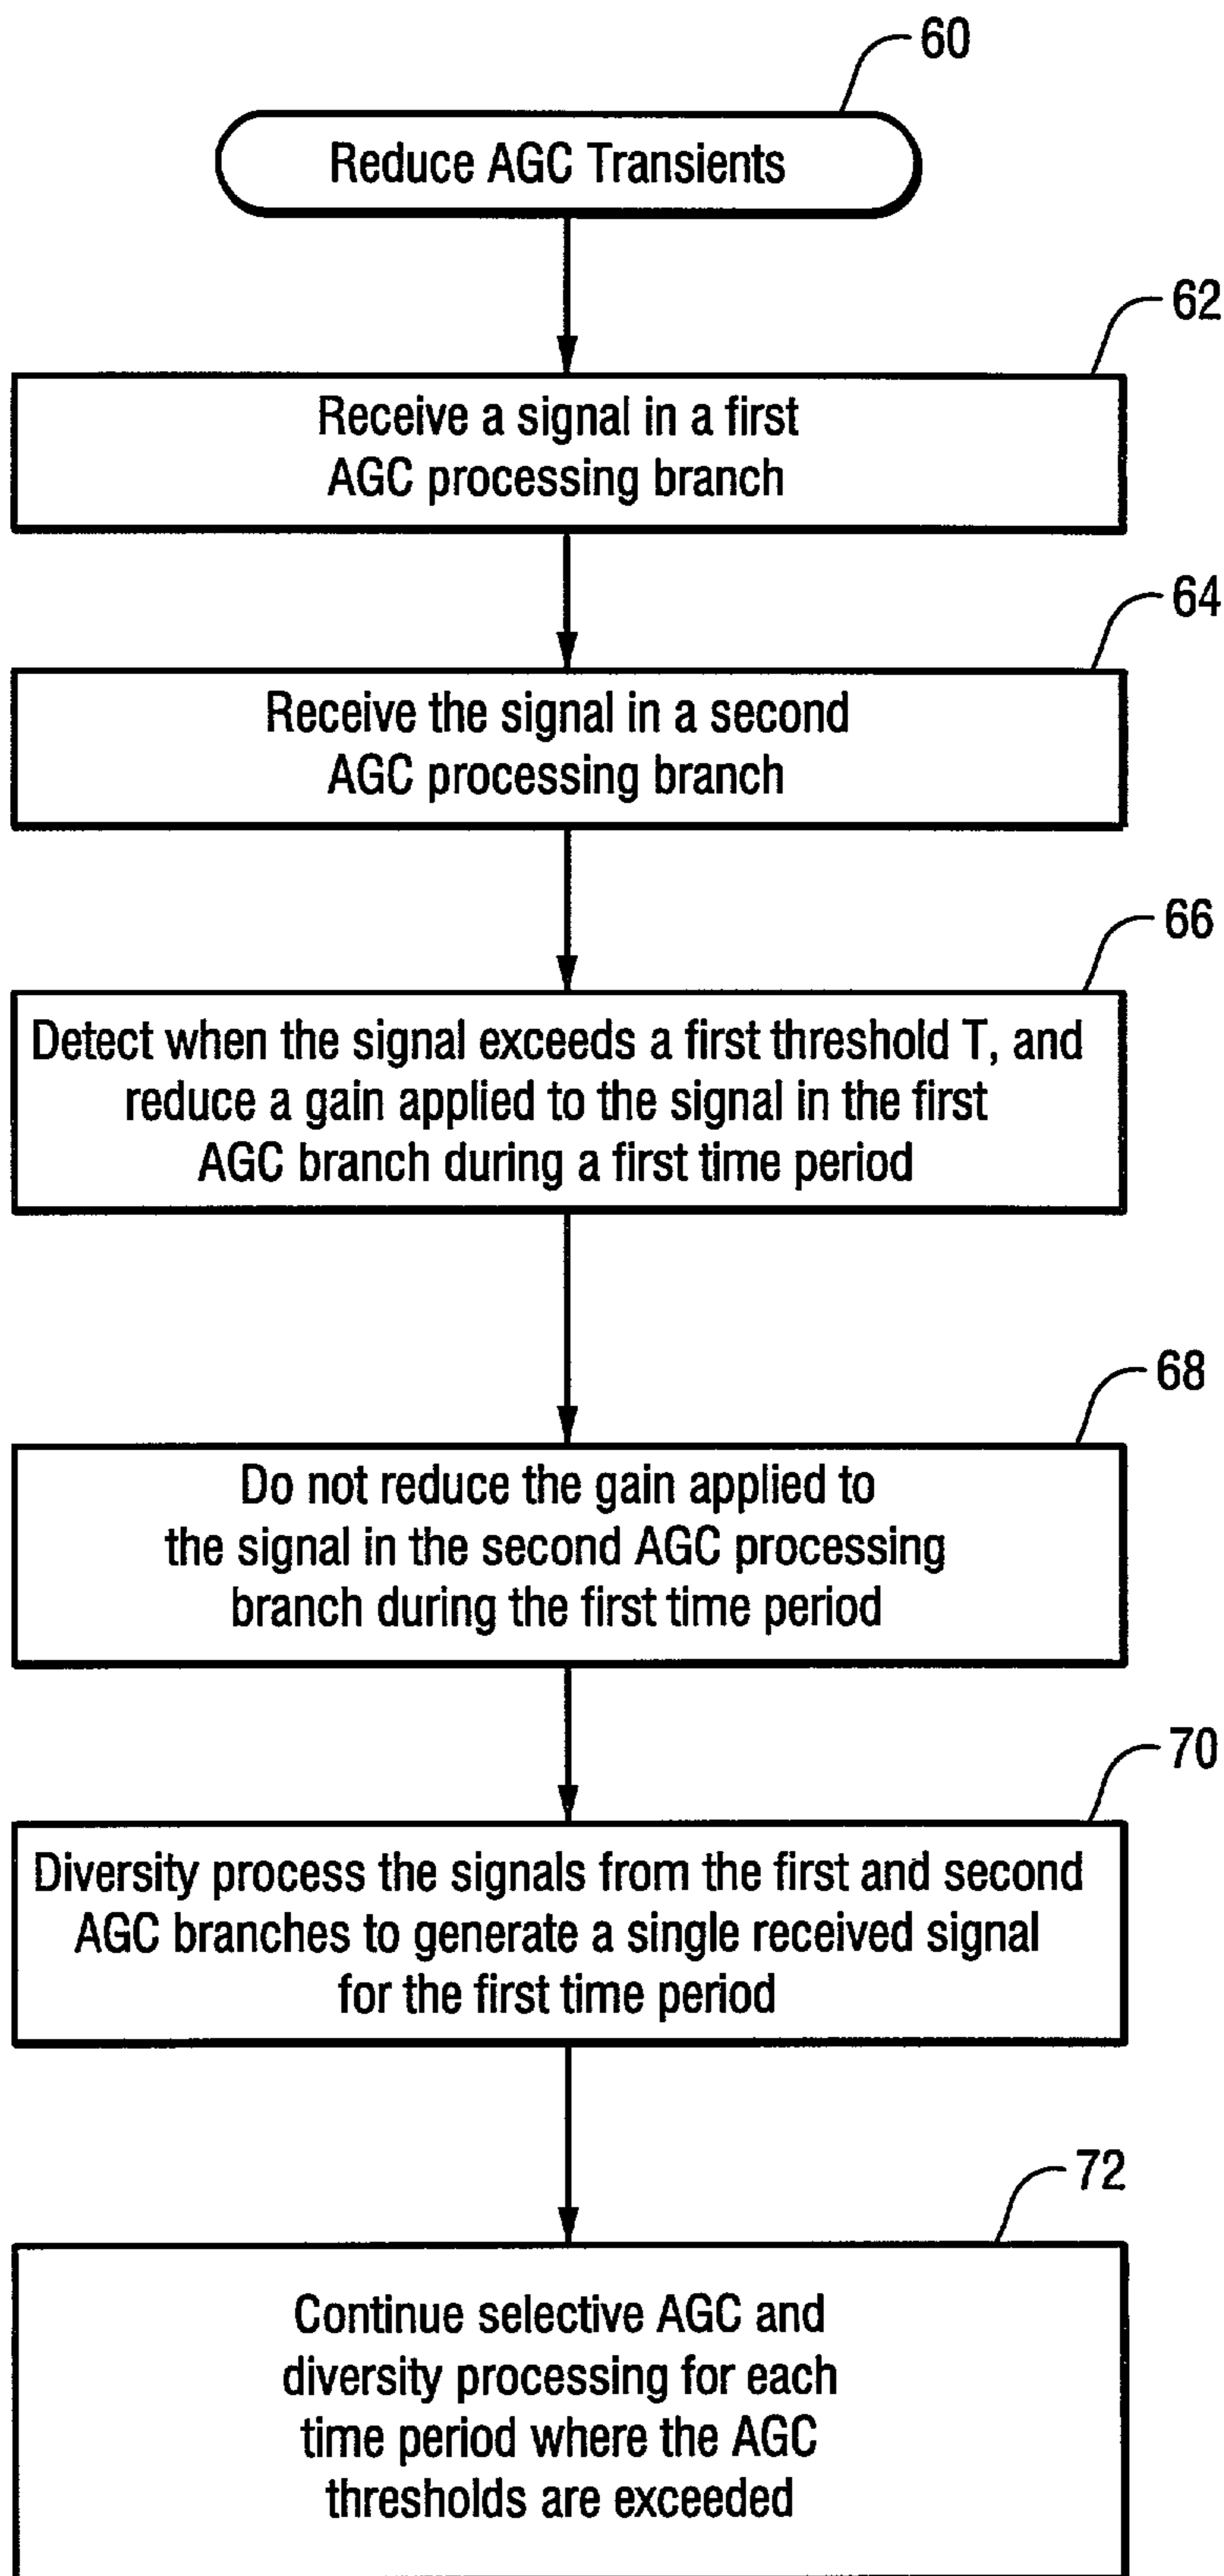 60
Reduce AGC Transients
62
Receive a signal in a first
AGC processing branch
64
Receive the signal in a second
AGC processing branch
66
Detect when the signal exceeds a first threshold T, and
reduce a gain applied to the signal in the first
AGC branch during a first time period
68
Do not reduce the gain applied to
the signal in the second AGC processing
branch during the first time period
70
Diversity process the signals from the first and second
AGC branches to generate a single received signal
for the first time period
72
Continue selective AGC and
diversity processing for each
time period where the AGC
thresholds are exceeded